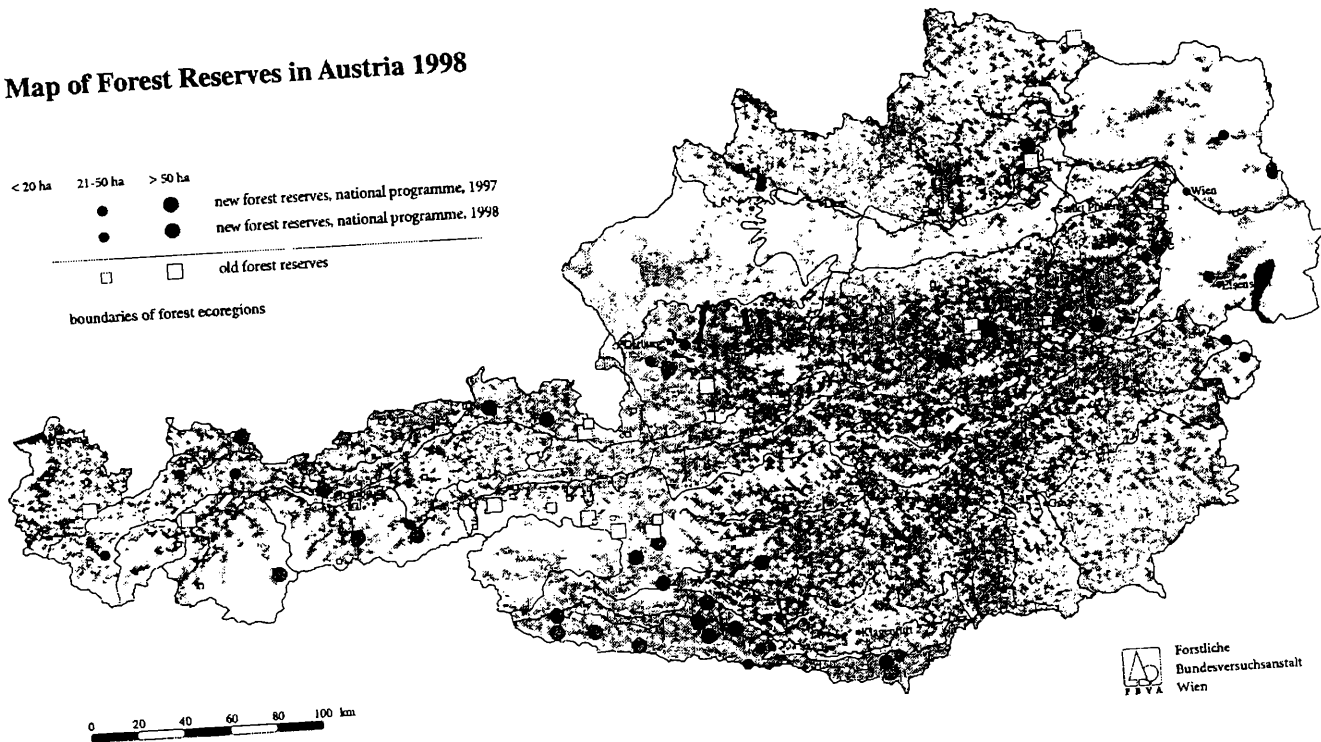 Map of Forest Reserves in Austria 1998
< 20 ha 21-50 ha > 50 ha
new forest reserves, national programme, 1997
new forest reserves, national programme, 1998
old forest reserves
boundaries of forest ecoregions
Wien
Klagenfurt
0 20 40 60 80 100 km
Forstliche
Bundesversuchsanstalt
Wien
FBVA